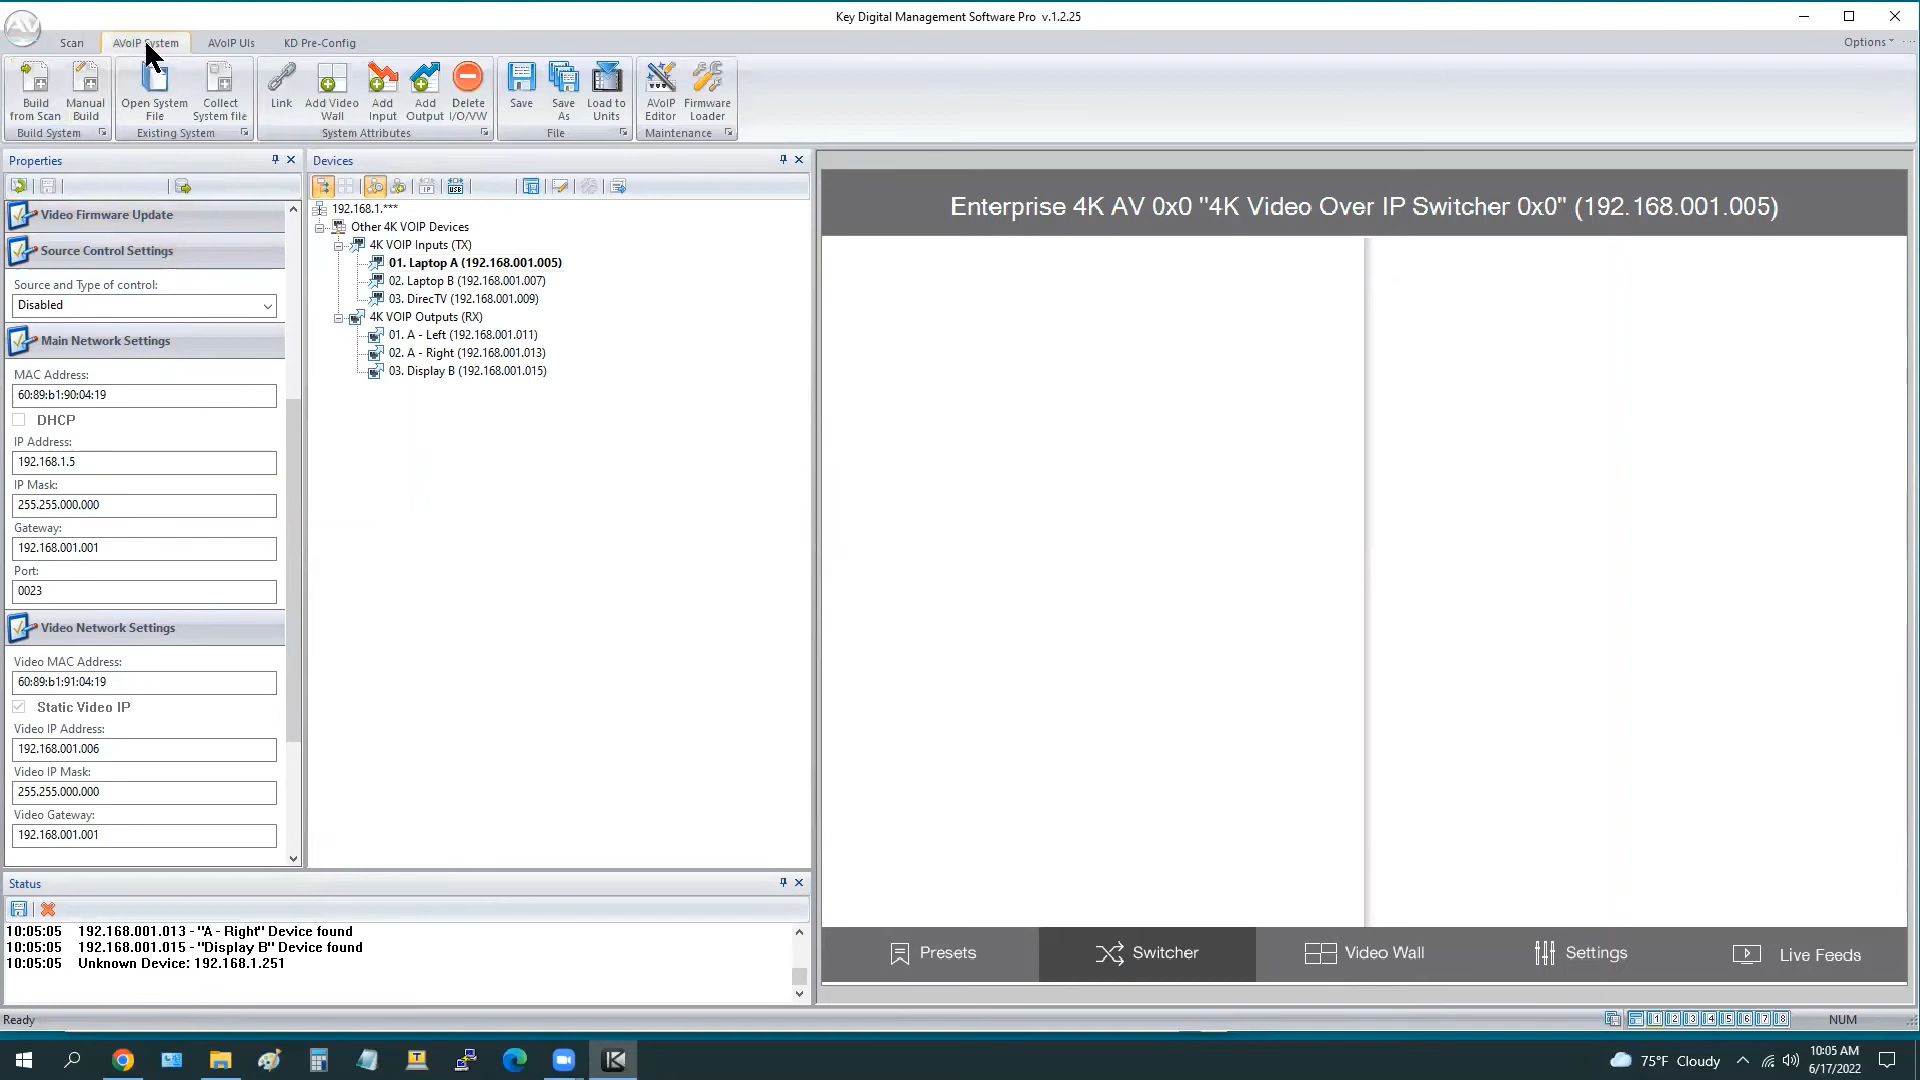 Key Digital Management Software Pro v.1.2.25
Scan
AVoIP System
AVoIP UIs
KD Pre-Config
Options
Build from Scan
Manual Build
Open System File
Collect System file
Link
Add Video Wall
Add Input
Add Output
Delete I/O/VW
Save
Save As
Load to Units
AVoIP Editor
Firmware Loader
Build System
Existing System
System Attributes
File
Maintenance
Properties
Video Firmware Update
Source Control Settings
Source and Type of control:
Disabled
Main Network Settings
MAC Address:
60:89:b1:90:04:19
DHCP
IP Address:
192.168.1.5
IP Mask:
255.255.000.000
Gateway:
192.168.001.001
Port:
0023
Video Network Settings
Video MAC Address:
60:89:b1:91:04:19
Static Video IP
Video IP Address:
192.168.001.006
Video IP Mask:
255.255.000.000
Video Gateway:
192.168.001.001
Devices
IP
USB
192.168.1.***
Other 4K VOIP Devices
4K VOIP Inputs (TX)
01. Laptop A (192.168.001.005)
02. Laptop B (192.168.001.007)
03. DirecTV (192.168.001.009)
4K VOIP Outputs (RX)
01. A - Left (192.168.001.011)
02. A - Right (192.168.001.013)
03. Display B (192.168.001.015)
Enterprise 4K AV 0x0 "4K Video Over IP Switcher 0x0" (192.168.001.005)
Presets
Switcher
Video Wall
Settings
Live Feeds
Status
10:05:05 192.168.001.013 - "A - Right" Device found
10:05:05 192.168.001.015 - "Display B" Device found
10:05:05 Unknown Device: 192.168.1.251
Ready
1 2 3 4 5 6 7 8
NUM
75°F Cloudy
10:05 AM
6/17/2022